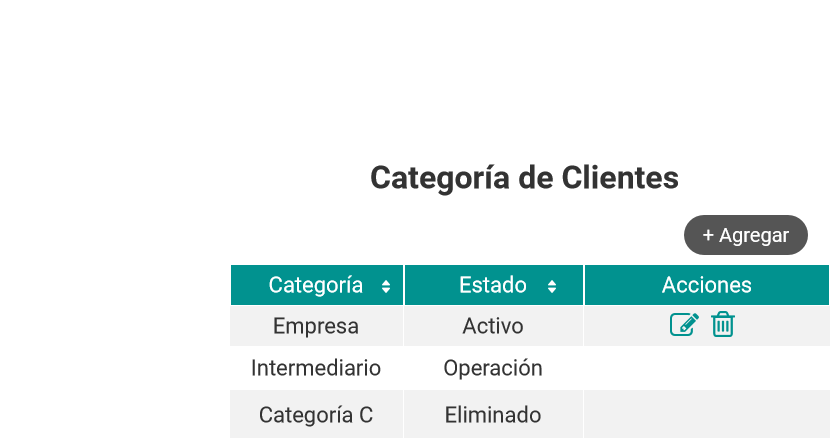 Categoría de Clientes
+ Agregar
Categoría Estado Acciones
Empresa Activo
Intermediario Operación
Categoría C Eliminado